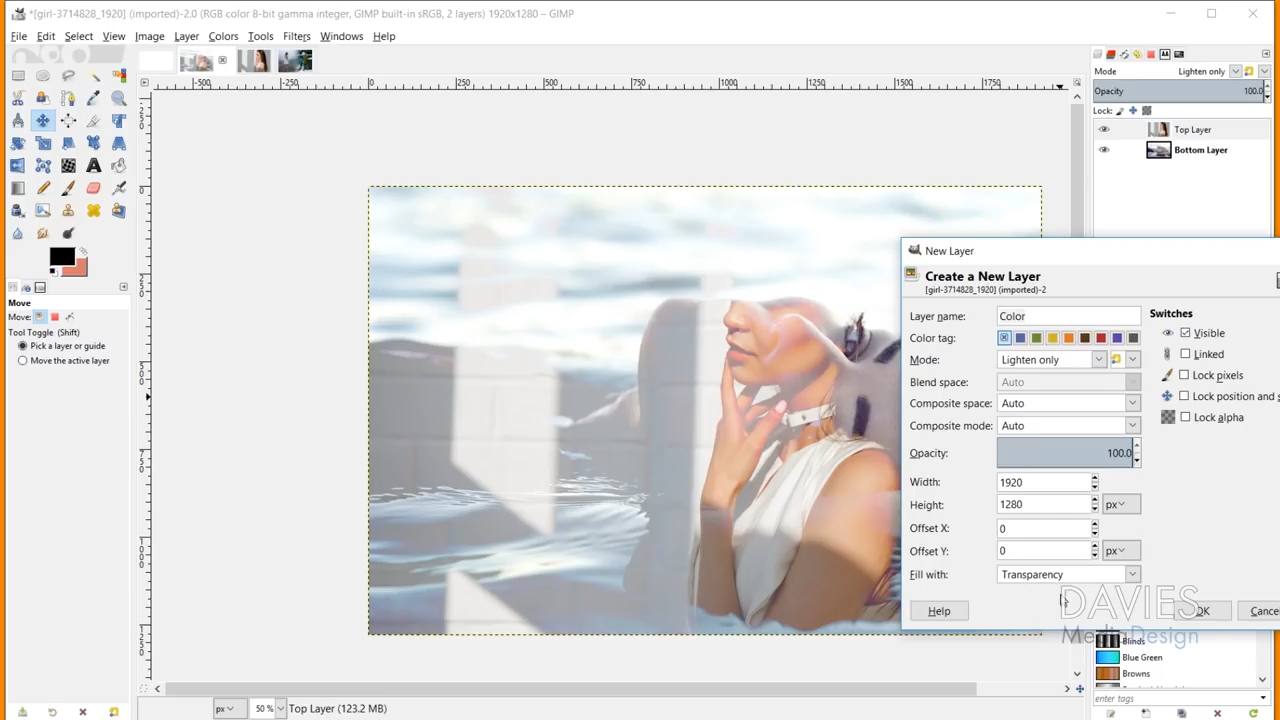 *[girl-3714828_1920] (imported)-2.0 (RGB color 8-bit gamma integer, GIMP built-in sRGB, 2 layers) 1920x1280 – GIMP
File Edit Select View Image Layer Colors Tools Filters Windows Help
-500 -250 0 250 500 750 1000 1250 1500 1750
Mode Lighten only
Opacity 100.0
Lock:
Top Layer
Bottom Layer
Move
Move:
Tool Toggle (Shift)
Pick a layer or guide
Move the active layer
New Layer
Create a New Layer
[girl-3714828_1920] (imported)-2
Layer name: Color
Color tag:
Mode: Lighten only
Blend space: Auto
Composite space: Auto
Composite mode: Auto
Opacity: 100.0
Width: 1920
Height: 1280 px
Offset X: 0
Offset Y: 0 px
Fill with: Transparency
Switches
Visible
Linked
Lock pixels
Lock position and s
Lock alpha
Help OK Cance
DAVIES
MediaDesign
Blinds
Blue Green
Browns
enter tags
px 50 % Top Layer (123.2 MB)